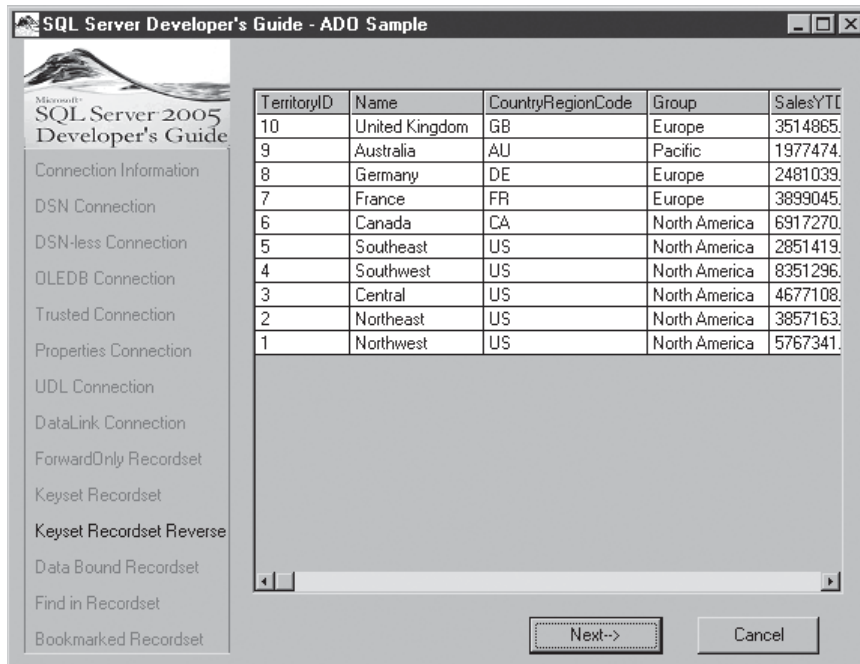 SQL Server Developer's Guide - ADO Sample
Microsoft®
SQL Server 2005
Developer's Guide
Connection Information
DSN Connection
DSN-less Connection
OLEDB Connection
Trusted Connection
Properties Connection
UDL Connection
DataLink Connection
ForwardOnly Recordset
Keyset Recordset
Keyset Recordset Reverse
Data Bound Recordset
Find in Recordset
Bookmarked Recordset
TerritoryID Name CountryRegionCode Group SalesYTD
10 United Kingdom GB Europe 3514865.
9 Australia AU Pacific 1977474.
8 Germany DE Europe 2481039.
7 France FR Europe 3899045.
6 Canada CA North America 6917270.
5 Southeast US North America 2851419.
4 Southwest US North America 8351296.
3 Central US North America 4677108.
2 Northeast US North America 3857163.
1 Northwest US North America 5767341.
Next-->
Cancel